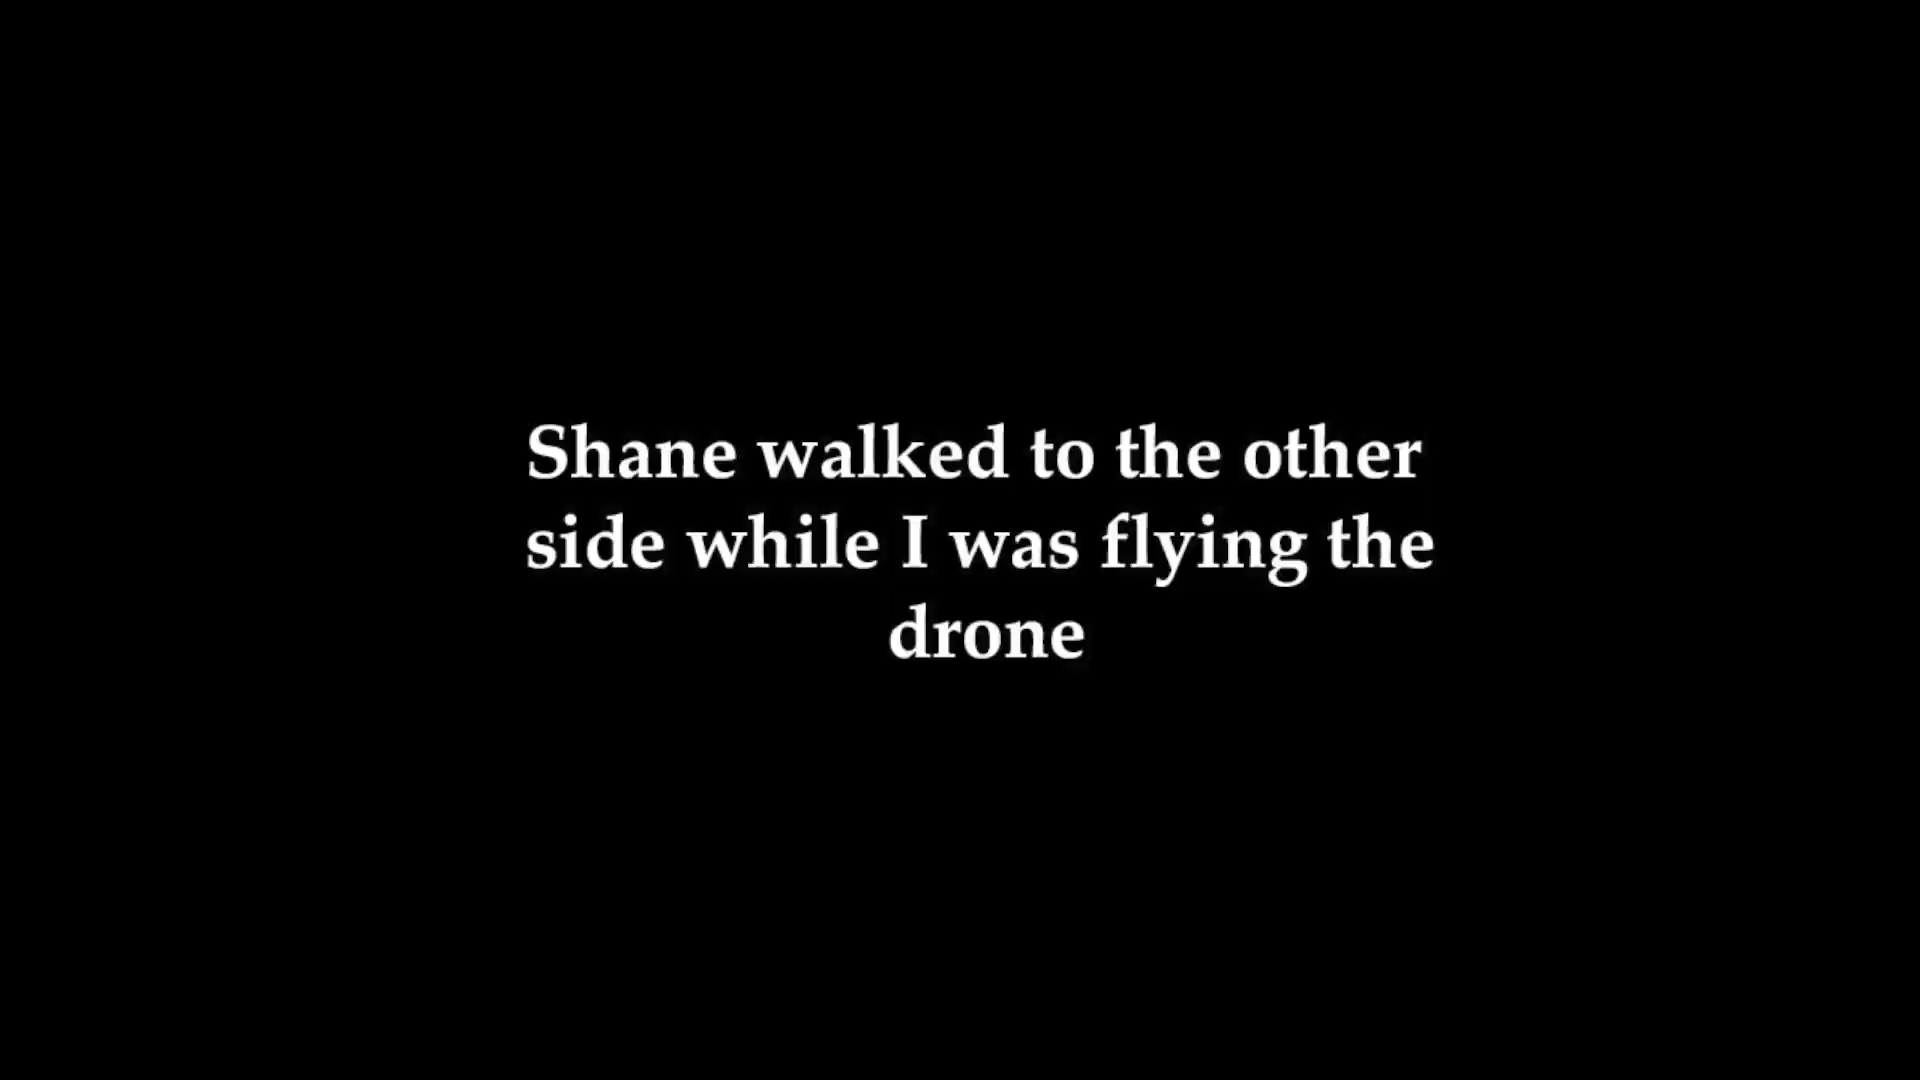 Shane walked to the other
side while I was flying the
drone